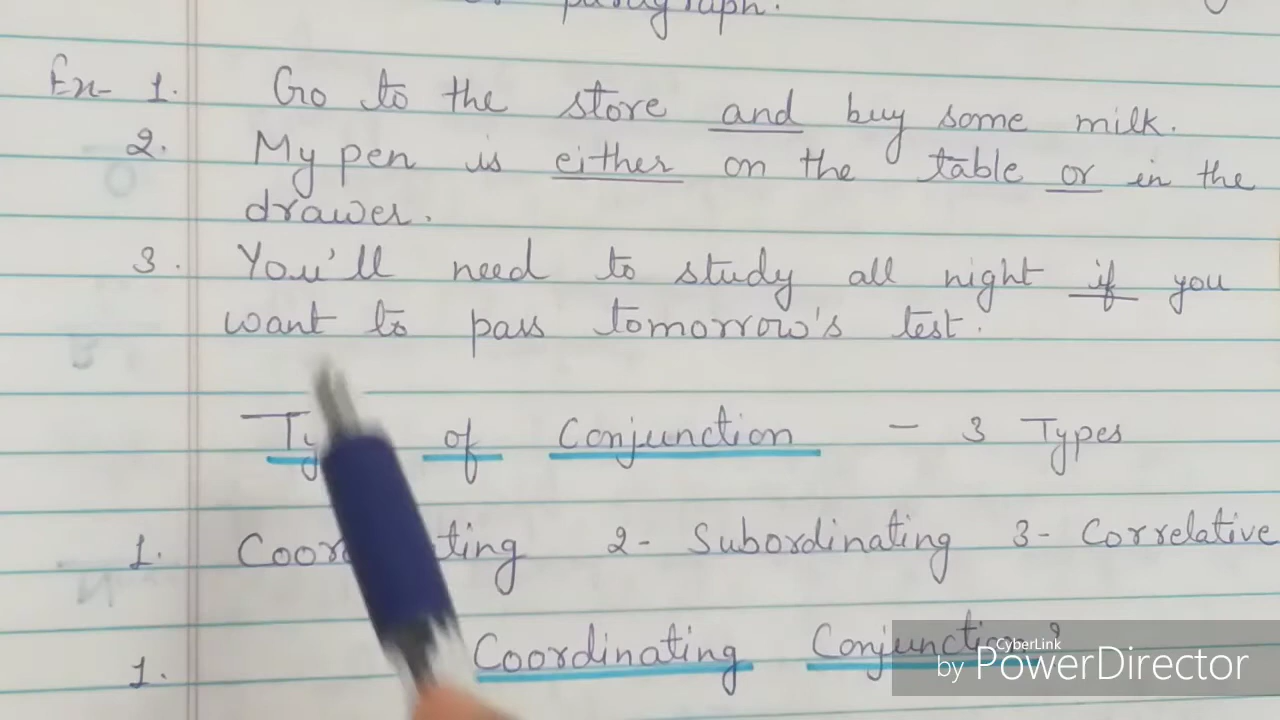 paragraph.
Ex- 1. Go to the store and buy some milk.
2. My pen is either on the table or in the
drawer.
3. You'll need to study all night if you
want to pass tomorrow's test.
of Conjunction - 3 Types
1. 2- Subordinating 3- Correlative
1. Coordinating Conjunction
CyberLink
by PowerDirector